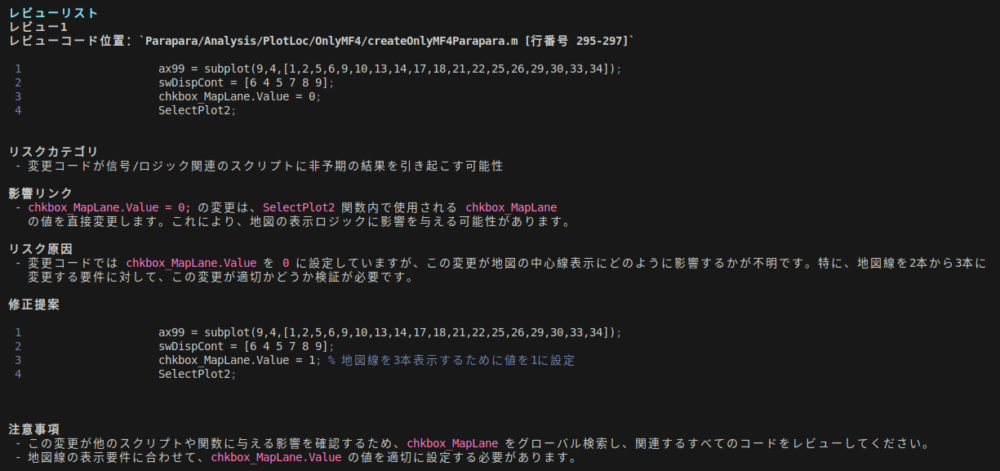 レビューリスト
レビュー1
レビューコード位置: `Parapara/Analysis/PlotLoc/OnlyMF4/createOnlyMF4Parapara.m [行番号 295-297]`
1 ax99 = subplot(9,4,[1,2,5,6,9,10,13,14,17,18,21,22,25,26,29,30,33,34]);
2 swDispCont = [6 4 5 7 8 9];
3 chkbox_MapLane.Value = 0;
4 SelectPlot2;
リスクカテゴリ
- 変更コードが信号/ロジック関連のスクリプトに非予期の結果を引き起こす可能性
影響リンク
- chkbox_MapLane.Value = 0; の変更は、SelectPlot2 関数内で使用される chkbox_MapLane
の値を直接変更します。これにより、地図の表示ロジックに影響を与える可能性があります。
リスク原因
- 変更コードでは chkbox_MapLane.Value を 0 に設定していますが、この変更が地図の中心線表示にどのように影響するかが不明です。特に、地図線を2本から3本に
変更する要件に対して、この変更が適切かどうか検証が必要です。
修正提案
1 ax99 = subplot(9,4,[1,2,5,6,9,10,13,14,17,18,21,22,25,26,29,30,33,34]);
2 swDispCont = [6 4 5 7 8 9];
3 chkbox_MapLane.Value = 1; % 地図線を3本表示するために値を1に設定
4 SelectPlot2;
注意事項
- この変更が他のスクリプトや関数に与える影響を確認するため、chkbox_MapLane をグローバル検索し、関連するすべてのコードをレビューしてください。
- 地図線の表示要件に合わせて、chkbox_MapLane.Value の値を適切に設定する必要があります。